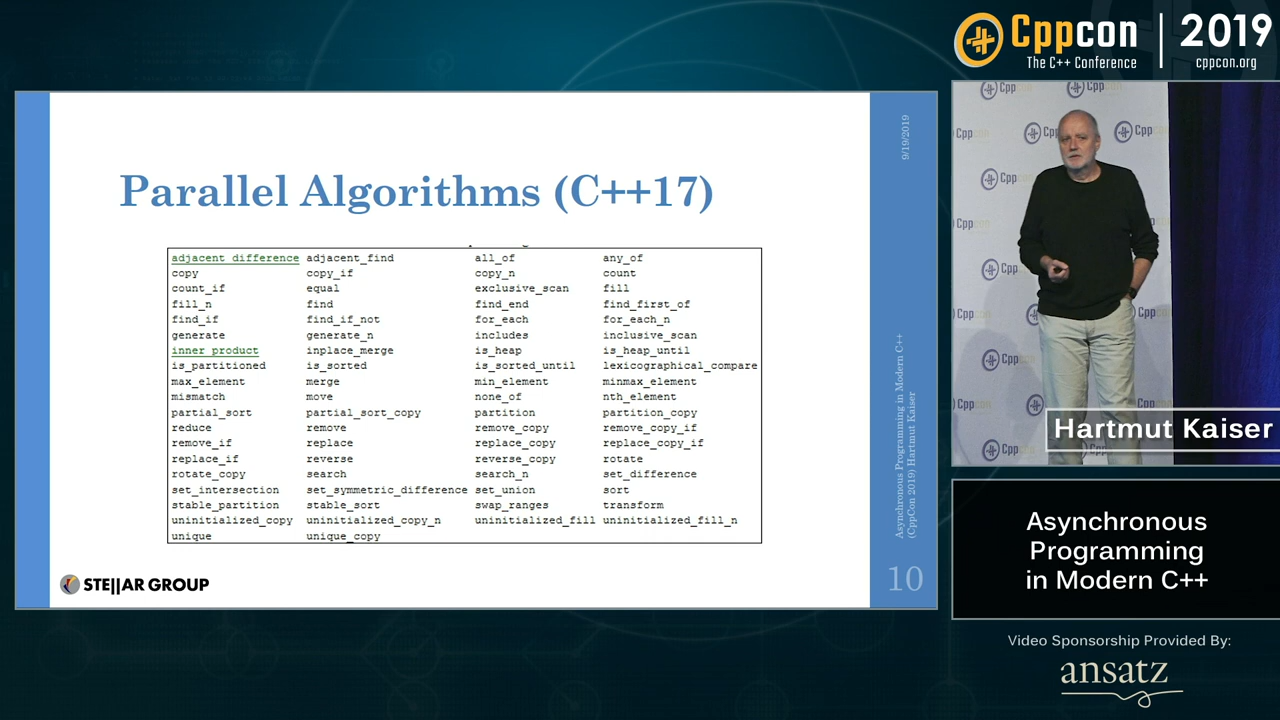 Parallel Algorithms (C++17)
adjacent_difference adjacent_find all_of any_of
copy copy_if copy_n count
count_if equal exclusive_scan fill
fill_n find find_end find_first_of
find_if find_if_not for_each for_each_n
generate generate_n includes inclusive_scan
inner_product inplace_merge is_heap is_heap_until
is_partitioned is_sorted is_sorted_until lexicographical_compare
max_element merge min_element minmax_element
mismatch move none_of nth_element
partial_sort partial_sort_copy partition partition_copy
reduce remove remove_copy remove_copy_if
remove_if replace replace_copy replace_copy_if
replace_if reverse reverse_copy rotate
rotate_copy search search_n set_difference
set_intersection set_symmetric_difference set_union sort
stable_partition stable_sort swap_ranges transform
uninitialized_copy uninitialized_copy_n uninitialized_fill uninitialized_fill_n
unique unique_copy
STE||AR GROUP
9/19/2019
Asynchronous Programming in Modern C++
(CppCon 2019) Hartmut Kaiser
10
Cppcon
The C++ Conference
2019
cppcon.org
Hartmut Kaiser
Asynchronous
Programming
in Modern C++
Video Sponsorship Provided By:
ansatz